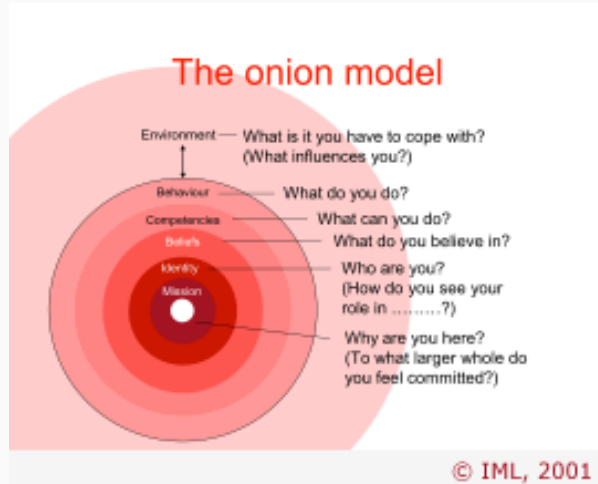 The onion model
Environment What is it you have to cope with?
(What influences you?)
Behaviour What do you do?
Competencies What can you do?
Beliefs What do you believe in?
Identity Who are you?
(How do you see your
role in .........?)
Mission
Why are you here?
(To what larger whole do
you feel committed?)
© IML, 2001